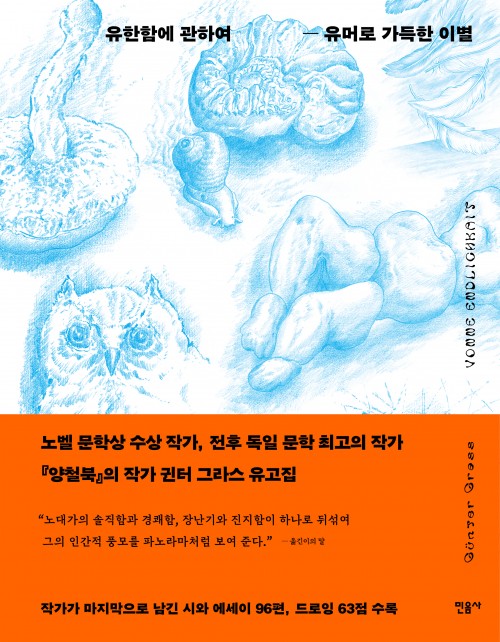 유한함에 관하여 — 유머로 가득한 이별
VONNE ENDLICHKAIT
노벨 문학상 수상 작가, 전후 독일 문학 최고의 작가
『양철북』의 작가 귄터 그라스 유고집
Günter Grass
“노대가의 솔직함과 경쾌함, 장난기와 진지함이 하나로 뒤섞여
그의 인간적 풍모를 파노라마처럼 보여 준다.” — 옮긴이의 말
작가가 마지막으로 남긴 시와 에세이 96편, 드로잉 63점 수록
민음사